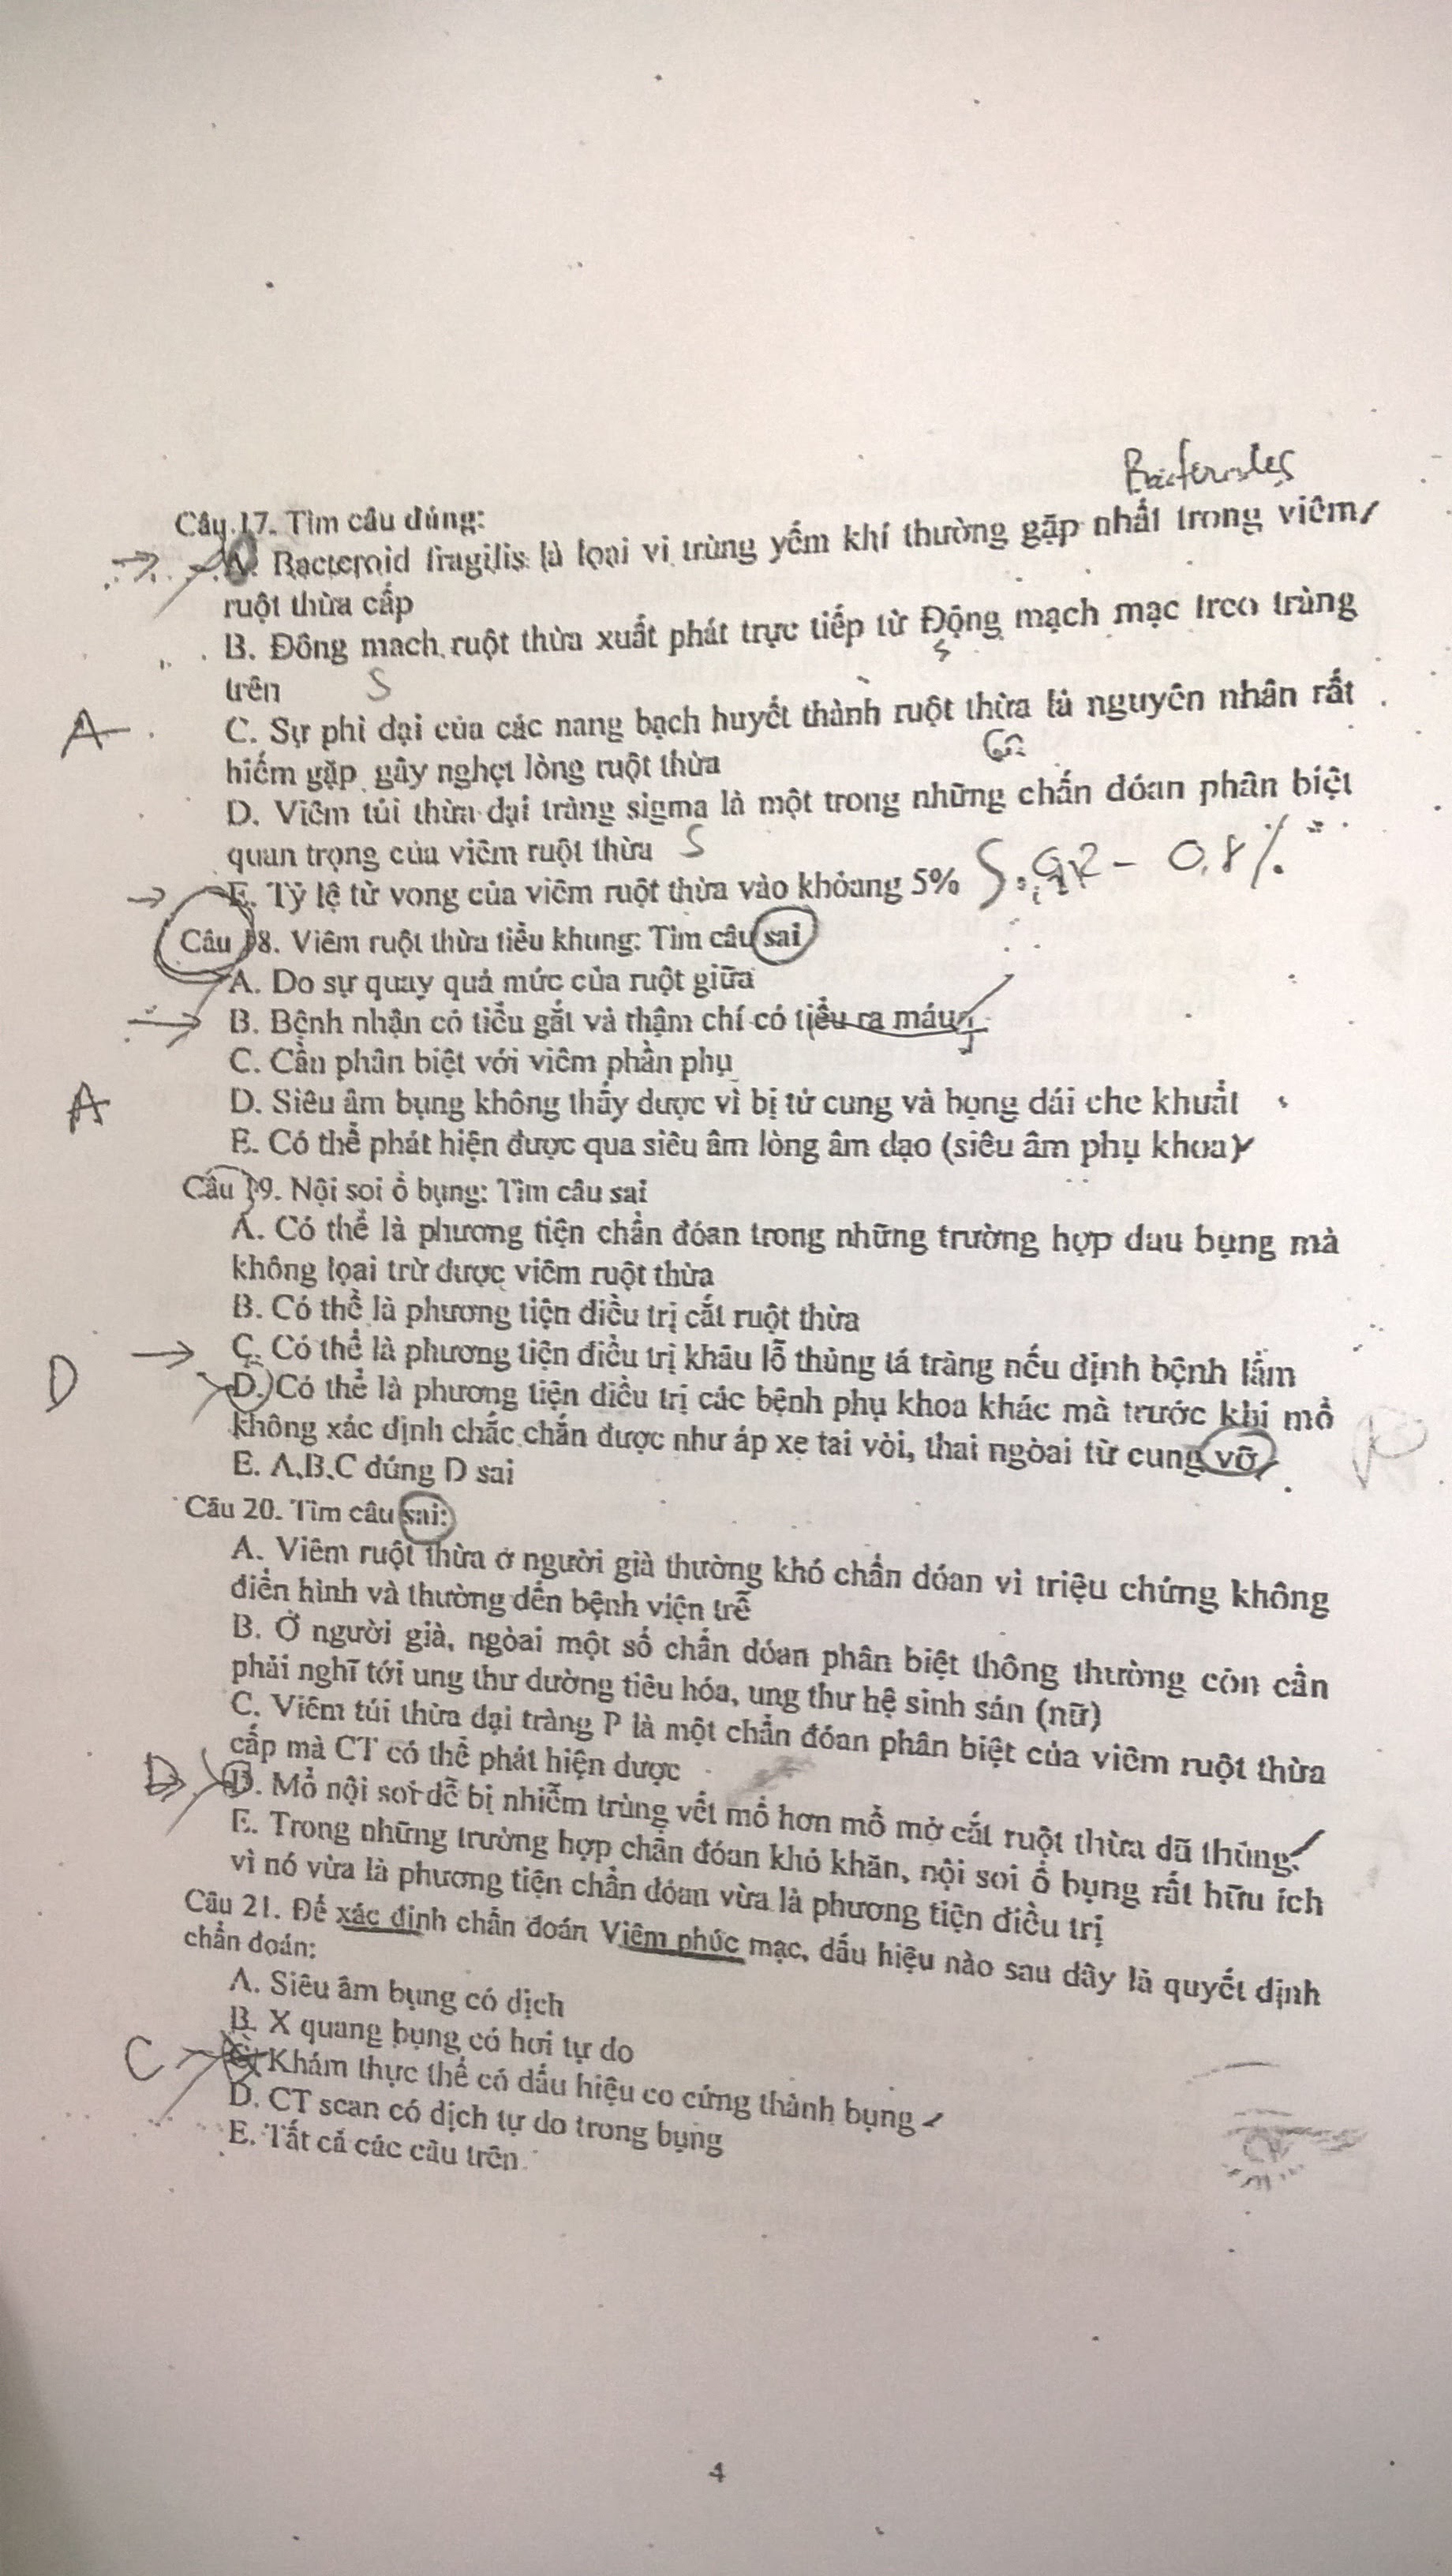 Câu 17. Tìm câu đúng:
A. Bacteroid fragilis là lọai vi trùng yếm khí thường gặp nhất trong viêm
ruột thừa cấp
B. Động mạch ruột thừa xuất phát trực tiếp từ Động mạch mạc treo tràng
S
trên
S
C. Sự phì đại của các nang bạch huyết thành ruột thừa là nguyên nhân rất
A
hiếm gặp gây nghẹt lòng ruột thừa
D. Viêm túi thừa đại tràng sigma là một trong những chẩn đóan phân biệt
quan trọng của viêm ruột thừa S
E. Tỷ lệ tử vong của viêm ruột thừa vào khỏang 5% S - 0.8%
Câu 18. Viêm ruột thừa tiểu khung: Tìm câu sai
A. Do sự quay quá mức của ruột giữa
B. Bệnh nhận có tiểu gắt và thậm chí có tiểu ra máu
C. Cần phân biệt với viêm phần phụ
A D. Siêu âm bụng không thấy được vì bị tử cung và bọng đái che khuất
E. Có thể phát hiện được qua siêu âm lòng âm đạo (siêu âm phụ khoa)
Câu 19. Nội soi ổ bụng: Tìm câu sai
A. Có thể là phương tiện chẩn đóan trong những trường hợp đau bụng mà
không lọai trừ được viêm ruột thừa
B. Có thể là phương tiện điều trị cắt ruột thừa
C. Có thể là phương tiện điều trị khâu lỗ thủng tá tràng nếu định bệnh lầm
D D. Có thể là phương tiện điều trị các bệnh phụ khoa khác mà trước khi mổ
không xác định chắc chắn được như áp xe tai vòi, thai ngòai tử cung vỡ
E. A,B,C đúng D sai
Câu 20. Tìm câu sai:
A. Viêm ruột thừa ở người già thường khó chẩn đóan vì triệu chứng không
điển hình và thường đến bệnh viện trễ
B. Ở người già, ngòai một số chẩn đóan phân biệt thông thường còn cần
phải nghĩ tới ung thư đường tiêu hóa, ung thư hệ sinh sản (nữ)
C. Viêm túi thừa đại tràng P là một chẩn đóan phân biệt của viêm ruột thừa
cấp mà CT có thể phát hiện được
D D. Mổ nội soi dễ bị nhiễm trùng vết mổ hơn mổ mở cắt ruột thừa đã thủng.
E. Trong những trường hợp chẩn đóan khó khăn, nội soi ổ bụng rất hữu ích
vì nó vừa là phương tiện chẩn đóan vừa là phương tiện điều trị
Câu 21. Để xác định chẩn đoán Viêm phúc mạc, dấu hiệu nào sau đây là quyết định
chẩn đoán:
A. Siêu âm bụng có dịch
B. X quang bụng có hơi tự do
C C. Khám thực thể có dấu hiệu co cứng thành bụng
D. CT scan có dịch tự do trong bụng
E. Tất cả các câu trên
4